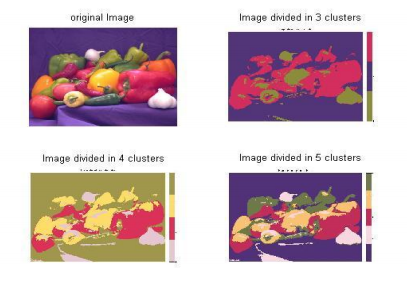 original Image
Image divided in 3 clusters
Image divided in 4 clusters
Image divided in 5 clusters